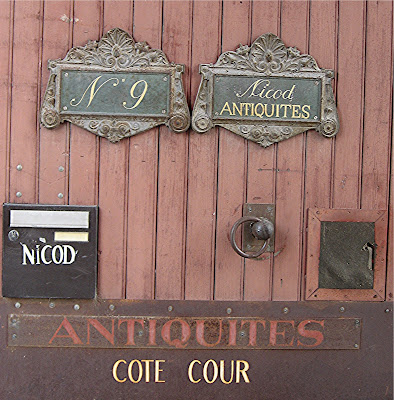 N° 9
Nicod
ANTIQUITES
NiCOD
ANTIQUITES
COTE COUR